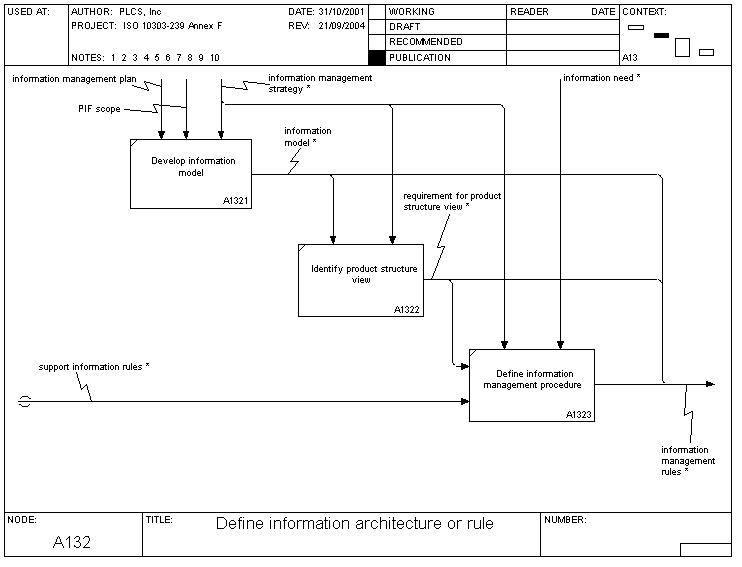 USED AT:
AUTHOR: PLCS, Inc
DATE: 31/10/2001
PROJECT: ISO 10303-239 Annex F
REV: 21/09/2004
NOTES: 1 2 3 4 5 6 7 8 9 10
WORKING
DRAFT
RECOMMENDED
PUBLICATION
READER DATE
CONTEXT:
A13
information management plan
PIF scope
information management
strategy *
information need *
information
model *
Develop information
model
A1321
requirement for product
structure view *
Identify product structure
view
A1322
support information rules *
Define information
management procedure
A1323
information
management
rules *
NODE:
A132
TITLE:
Define information architecture or rule
NUMBER: